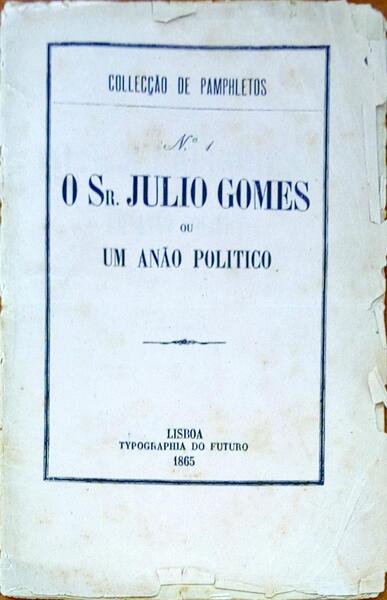 COLLECÇÃO DE PAMPHLETOS
N.º 1
O SR. JULIO GOMES
OU
UM ANÃO POLITICO
LISBOA
TYPOGRAPHIA DO FUTURO
1865